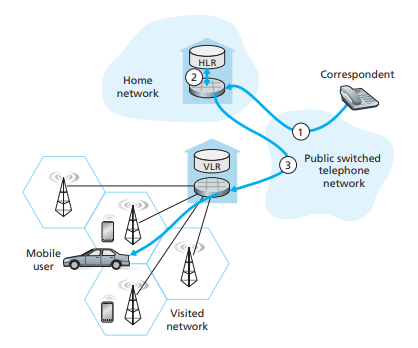 HLR
2
Home
network
Correspondent
1
VLR
3
Public switched
telephone
network
Mobile
user
Visited
network